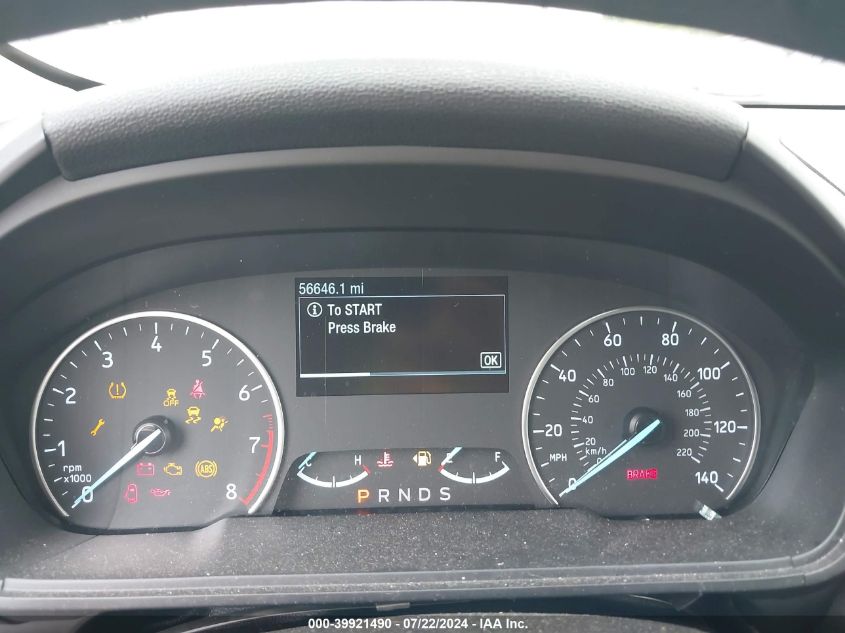 56646.1 mi
To START
Press Brake
OK
0 1 2 3 4 5 6 7 8
rpm
x1000
OFF
ABS
C H
E F
P R N D S
0 20 40 60 80 100 120 140
MPH
0 20 40 60 80 100 120 140 160 180 200 220
km/h
BRAKE
000-39921490 - 07/22/2024 - IAA Inc.